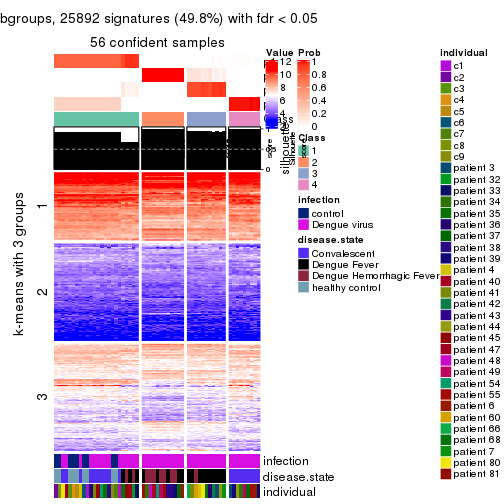 bgroups, 25892 signatures (49.8%) with fdr < 0.05
56 confident samples
k-means with 3 groups
1
2
3
Value
12
10
8
6
4
Prob
1
0.8
0.6
0.4
0.2
0
Class
1
2
3
4
infection
control
Dengue virus
disease.state
Convalescent
Dengue Fever
Dengue Hemorrhagic Fever
healthy control
silhouette
score
1
0.5
0
infection
disease.state
individual
individual
c1
c2
c3
c4
c5
c6
c7
c8
c9
patient 3
patient 32
patient 33
patient 34
patient 35
patient 36
patient 37
patient 38
patient 39
patient 4
patient 40
patient 41
patient 42
patient 43
patient 44
patient 45
patient 47
patient 48
patient 49
patient 54
patient 55
patient 6
patient 60
patient 66
patient 68
patient 7
patient 80
patient 81